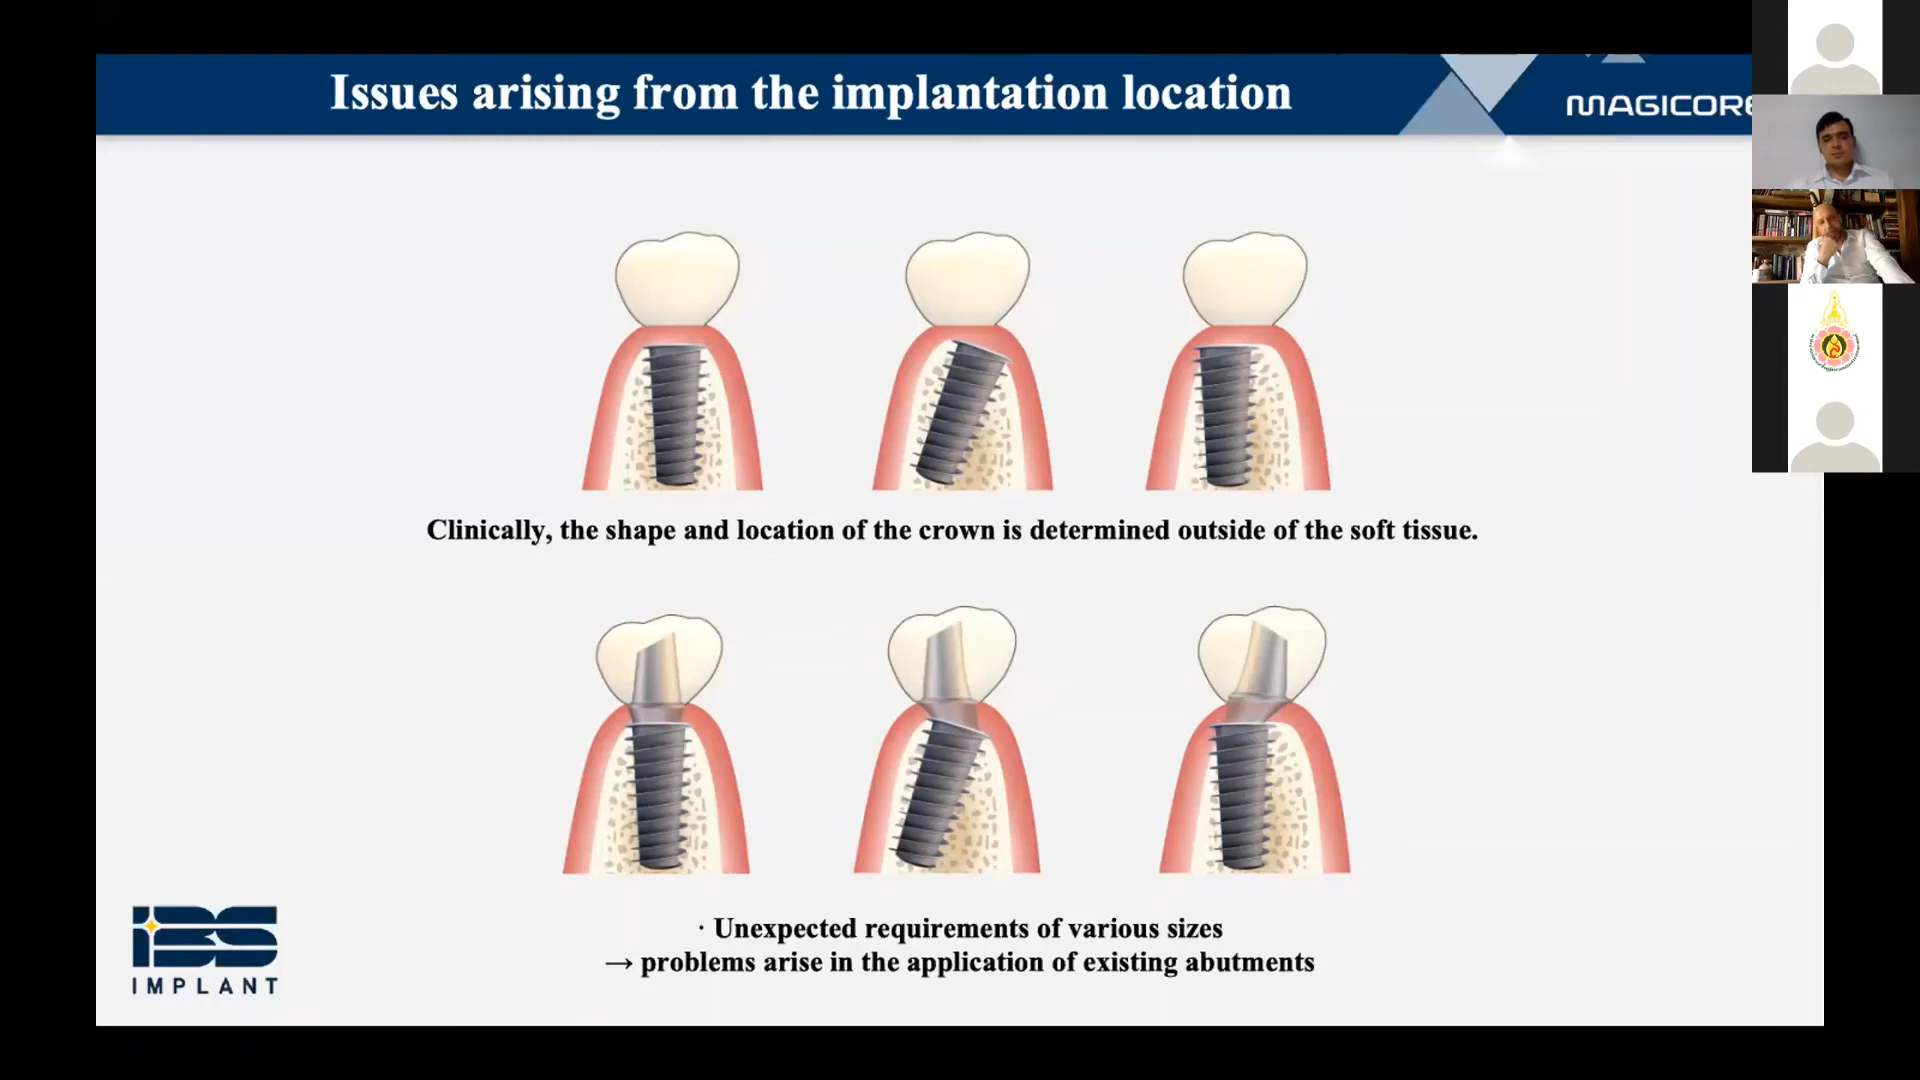 Issues arising from the implantation location
MAGICORE
Clinically, the shape and location of the crown is determined outside of the soft tissue.
· Unexpected requirements of various sizes
→ problems arise in the application of existing abutments
IBS
IMPLANT